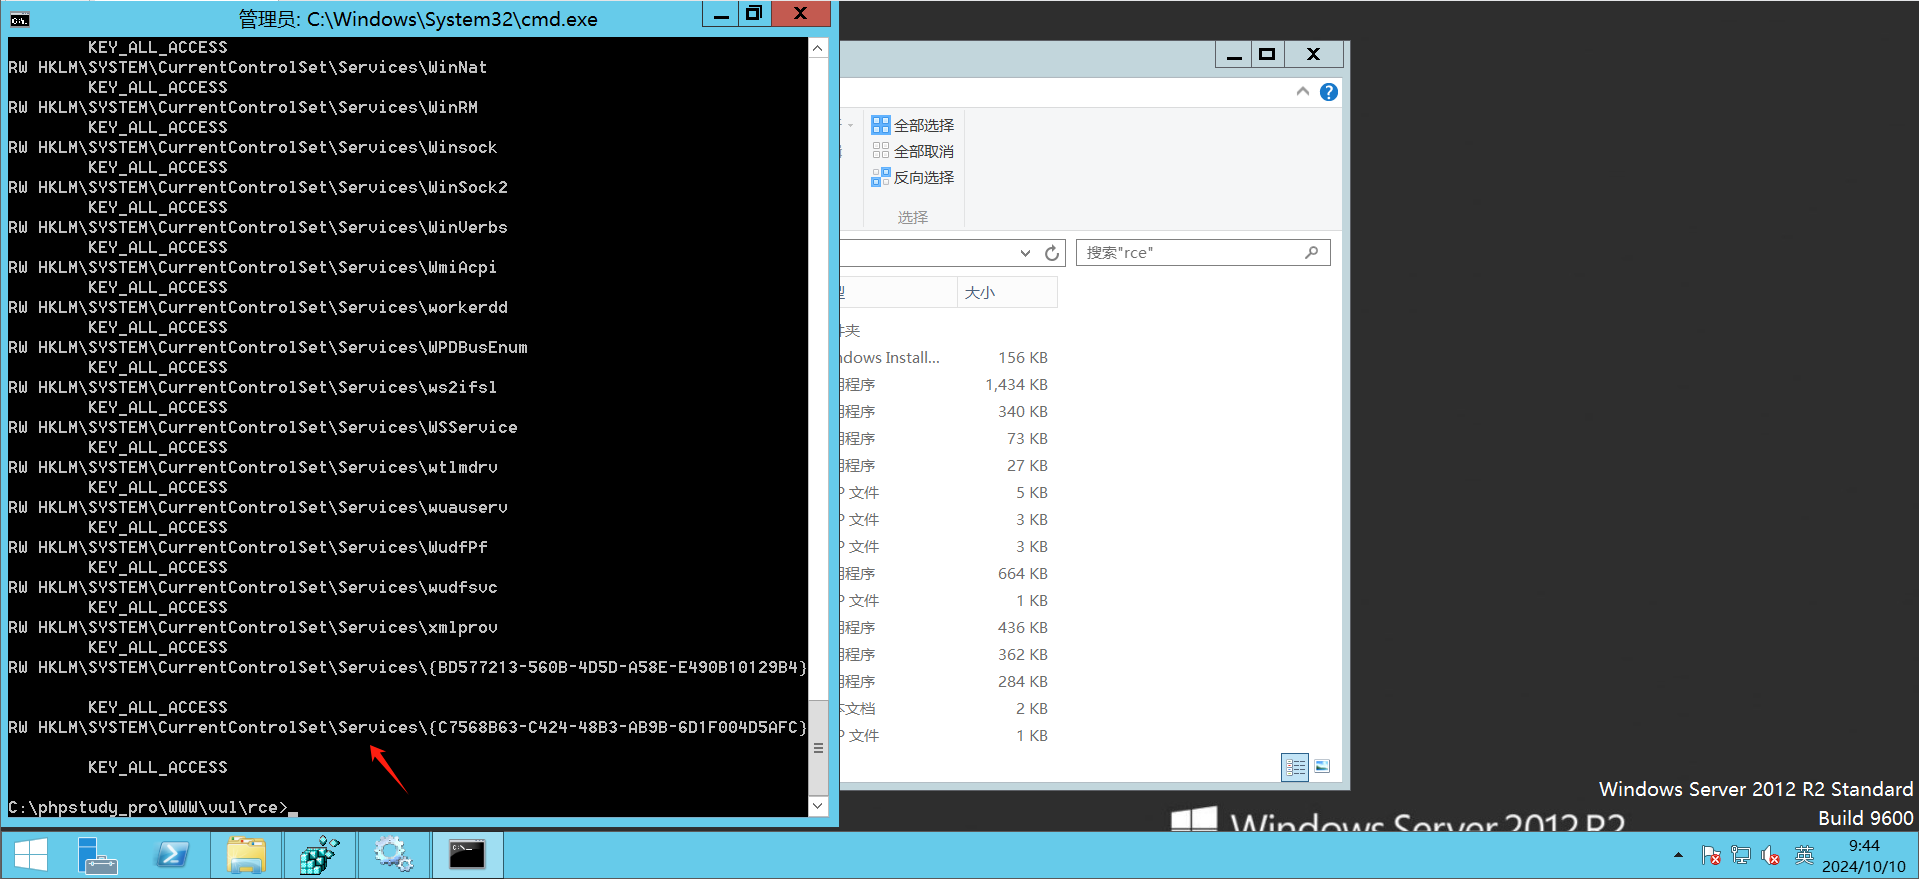 管理员: C:\Windows\System32\cmd.exe
KEY_ALL_ACCESS
RW HKLM\SYSTEM\CurrentControlSet\Services\WinNat
KEY_ALL_ACCESS
RW HKLM\SYSTEM\CurrentControlSet\Services\WinRM
KEY_ALL_ACCESS
RW HKLM\SYSTEM\CurrentControlSet\Services\Winsock
KEY_ALL_ACCESS
RW HKLM\SYSTEM\CurrentControlSet\Services\WinSock2
KEY_ALL_ACCESS
RW HKLM\SYSTEM\CurrentControlSet\Services\WinVerbs
KEY_ALL_ACCESS
RW HKLM\SYSTEM\CurrentControlSet\Services\WmiAcpi
KEY_ALL_ACCESS
RW HKLM\SYSTEM\CurrentControlSet\Services\workerdd
KEY_ALL_ACCESS
RW HKLM\SYSTEM\CurrentControlSet\Services\WPDBusEnum
KEY_ALL_ACCESS
RW HKLM\SYSTEM\CurrentControlSet\Services\ws2ifsl
KEY_ALL_ACCESS
RW HKLM\SYSTEM\CurrentControlSet\Services\WSService
KEY_ALL_ACCESS
RW HKLM\SYSTEM\CurrentControlSet\Services\wtlmdrv
KEY_ALL_ACCESS
RW HKLM\SYSTEM\CurrentControlSet\Services\wuauserv
KEY_ALL_ACCESS
RW HKLM\SYSTEM\CurrentControlSet\Services\WudfPf
KEY_ALL_ACCESS
RW HKLM\SYSTEM\CurrentControlSet\Services\wudfsvc
KEY_ALL_ACCESS
RW HKLM\SYSTEM\CurrentControlSet\Services\xmlprov
KEY_ALL_ACCESS
RW HKLM\SYSTEM\CurrentControlSet\Services\{BD577213-560B-4D5D-A58E-E490B10129B4}
KEY_ALL_ACCESS
RW HKLM\SYSTEM\CurrentControlSet\Services\{C7568B63-C424-48B3-AB9B-6D1F004D5AFC}
KEY_ALL_ACCESS
C:\phpstudy_pro\WWW\vul\rce>
全部选择
全部取消
反向选择
选择
搜索"rce"
型 大小
件夹
ndows Install... 156 KB
用程序 1,434 KB
用程序 340 KB
用程序 73 KB
用程序 27 KB
P 文件 5 KB
P 文件 3 KB
P 文件 3 KB
用程序 664 KB
P 文件 1 KB
用程序 436 KB
用程序 362 KB
用程序 284 KB
本文档 2 KB
P 文件 1 KB
Windows Server 2012 R2 Standard
Build 9600
Windows Server 2012 R2
英
9:44
2024/10/10